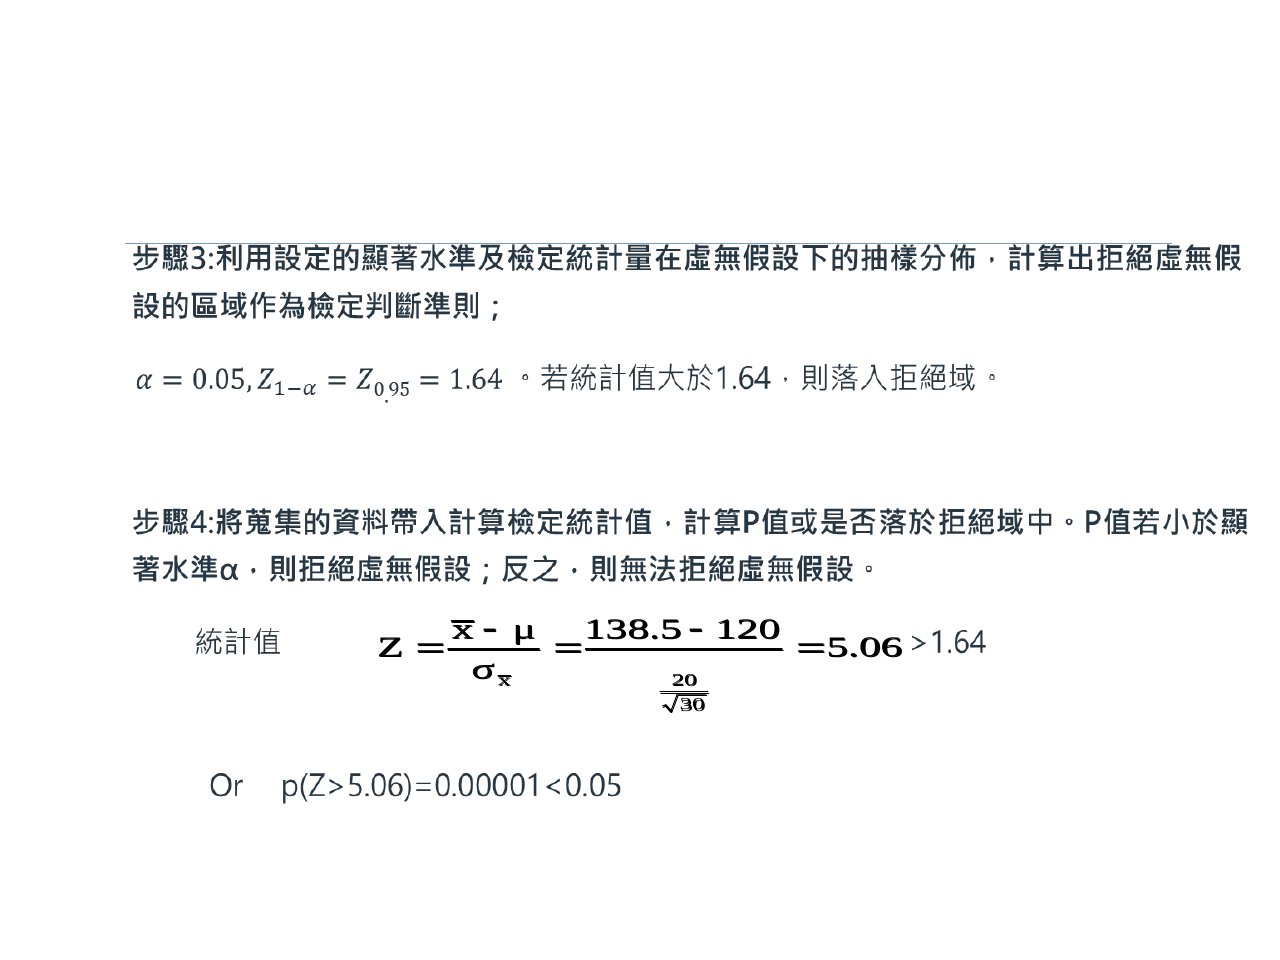 步驟3:利用設定的顯著水準及檢定統計量在虛無假設下的抽樣分佈，計算出拒絕虛無假
設的區域作為檢定判斷準則；
α = 0.05, Z₁₋α = Z₀.₉₅ = 1.64 。若統計值大於1.64，則落入拒絕域。
步驟4:將蒐集的資料帶入計算檢定統計值，計算P值或是否落於拒絕域中。P值若小於顯
著水準α，則拒絕虛無假設；反之，則無法拒絕虛無假設。
統計值 Z = (x̄ - μ)/σx̄ = (138.5 - 120)/(20/√30) = 5.06 >1.64
Or p(Z>5.06)=0.00001<0.05